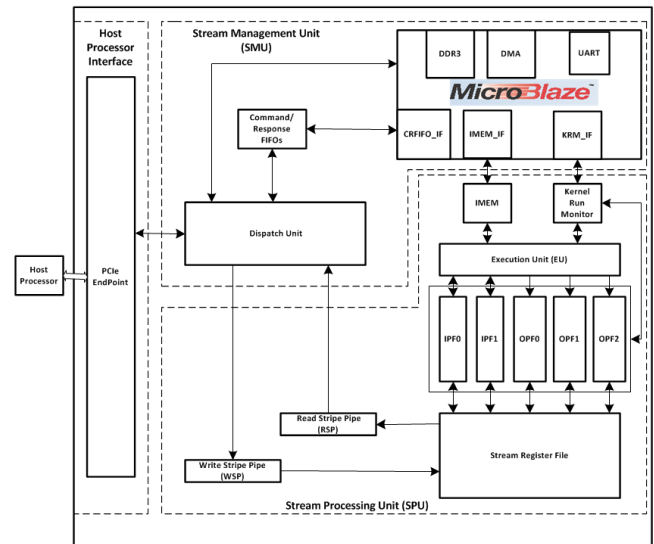 Host
Processor
Interface
Stream Management Unit
(SMU)
DDR3
DMA
UART
MicroBlaze™
Command/
Response
FIFOs
CRFIFO_IF
IMEM_IF
KRM_IF
IMEM
Kernel
Run
Monitor
Dispatch Unit
Execution Unit (EU)
Host
Processor
PCIe
EndPoint
IPF0
IPF1
OPF0
OPF1
OPF2
Read Stripe Pipe
(RSP)
Stream Register File
Write Stripe Pipe
(WSP)
Stream Processing Unit (SPU)